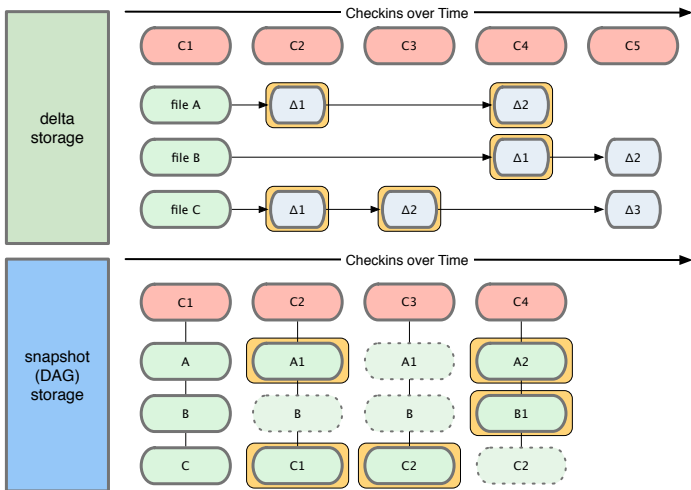 Checkins over Time
C1 C2 C3 C4 C5
delta
storage
file A Δ1 Δ2
file B Δ1 Δ2
file C Δ1 Δ2 Δ3
Checkins over Time
C1 C2 C3 C4
snapshot
(DAG)
storage
A A1 A1 A2
B B B B1
C C1 C2 C2